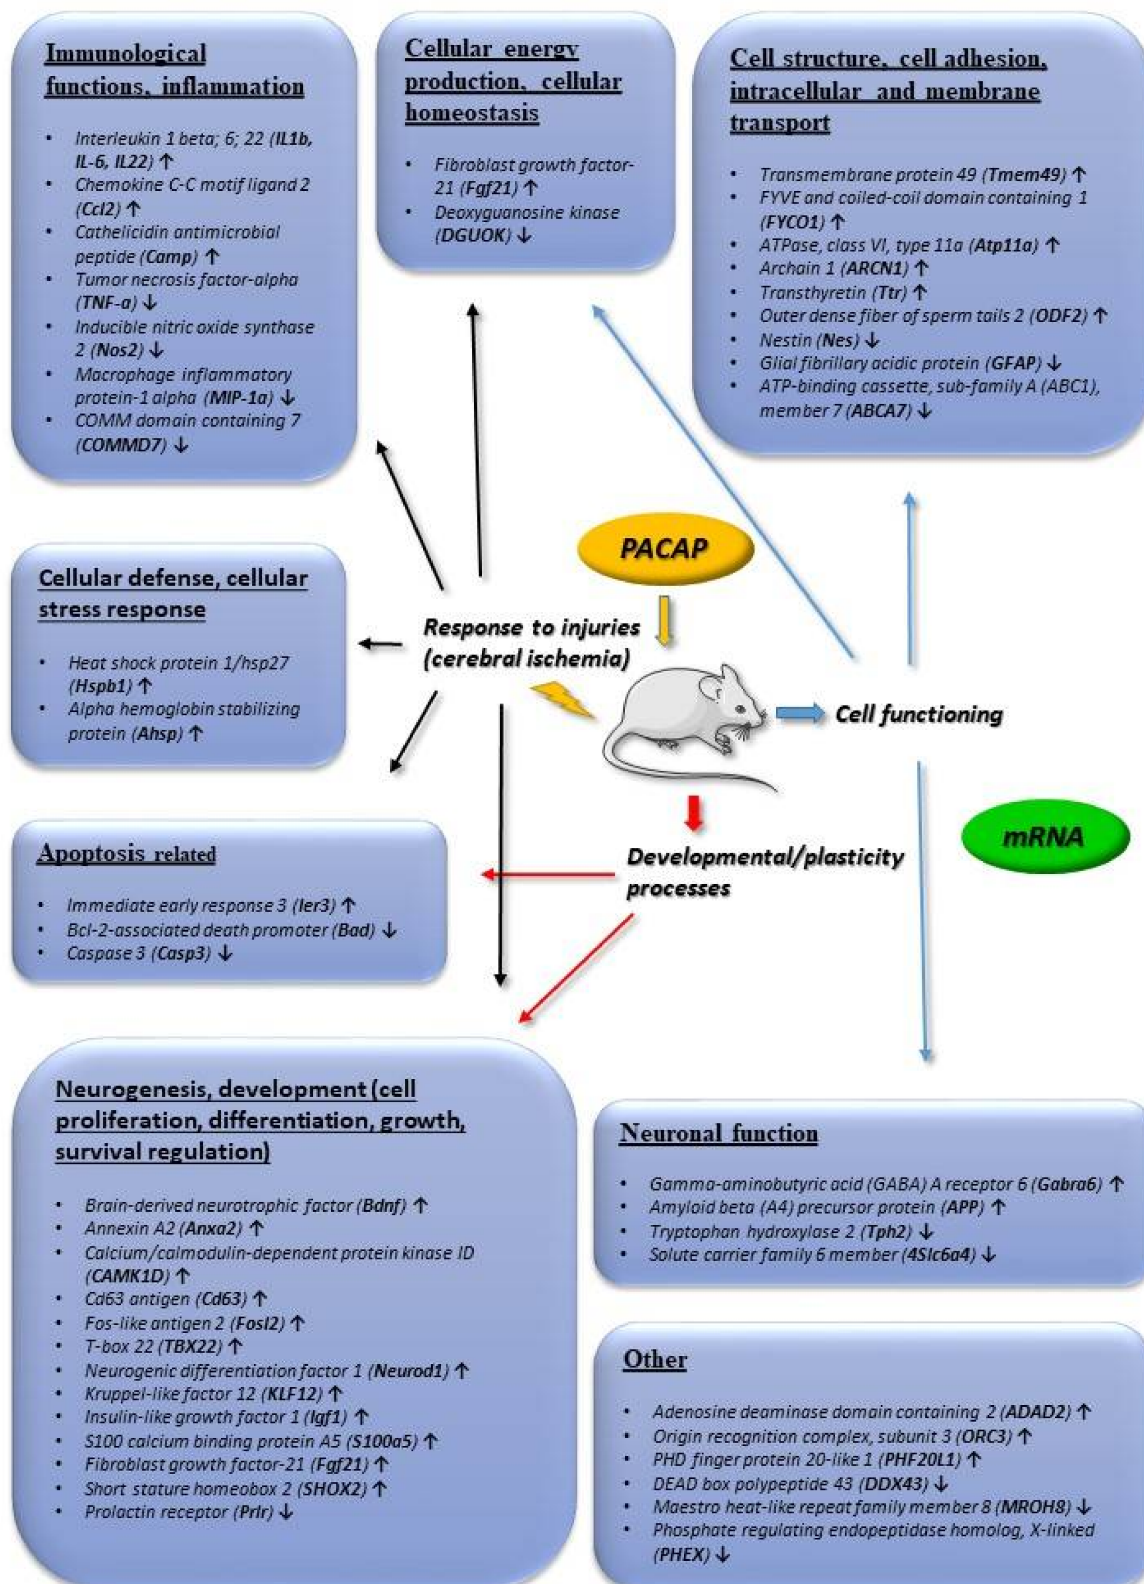 Immunological
functions, inflammation
• Interleukin 1 beta; 6; 22 (IL1b,
IL-6, IL22) ↑
• Chemokine C-C motif ligand 2
(Ccl2) ↑
• Cathelicidin antimicrobial
peptide (Camp) ↑
• Tumor necrosis factor-alpha
(TNF-a) ↓
• Inducible nitric oxide synthase
2 (Nos2) ↓
• Macrophage inflammatory
protein-1 alpha (MIP-1a) ↓
• COMM domain containing 7
(COMMD7) ↓
Cellular energy
production, cellular
homeostasis
• Fibroblast growth factor-
21 (Fgf21) ↑
• Deoxyguanosine kinase
(DGUOK) ↓
Cell structure, cell adhesion,
intracellular and membrane
transport
• Transmembrane protein 49 (Tmem49) ↑
• FYVE and coiled-coil domain containing 1
(FYCO1) ↑
• ATPase, class VI, type 11a (Atp11a) ↑
• Archain 1 (ARCN1) ↑
• Transthyretin (Ttr) ↑
• Outer dense fiber of sperm tails 2 (ODF2) ↑
• Nestin (Nes) ↓
• Glial fibrillary acidic protein (GFAP) ↓
• ATP-binding cassette, sub-family A (ABC1),
member 7 (ABCA7) ↓
PACAP
Cellular defense, cellular
stress response
• Heat shock protein 1/hsp27
(Hspb1) ↑
• Alpha hemoglobin stabilizing
protein (Ahsp) ↑
Response to injuries
(cerebral ischemia)
Cell functioning
mRNA
Developmental/plasticity
processes
Apoptosis related
• Immediate early response 3 (Ier3) ↑
• Bcl-2-associated death promoter (Bad) ↓
• Caspase 3 (Casp3) ↓
Neurogenesis, development (cell
proliferation, differentiation, growth,
survival regulation)
• Brain-derived neurotrophic factor (Bdnf) ↑
• Annexin A2 (Anxa2) ↑
• Calcium/calmodulin-dependent protein kinase ID
(CAMK1D) ↑
• Cd63 antigen (Cd63) ↑
• Fos-like antigen 2 (Fosl2) ↑
• T-box 22 (TBX22) ↑
• Neurogenic differentiation factor 1 (Neurod1) ↑
• Kruppel-like factor 12 (KLF12) ↑
• Insulin-like growth factor 1 (Igf1) ↑
• S100 calcium binding protein A5 (S100a5) ↑
• Fibroblast growth factor-21 (Fgf21) ↑
• Short stature homeobox 2 (SHOX2) ↑
• Prolactin receptor (Prlr) ↓
Neuronal function
• Gamma-aminobutyric acid (GABA) A receptor 6 (Gabra6) ↑
• Amyloid beta (A4) precursor protein (APP) ↑
• Tryptophan hydroxylase 2 (Tph2) ↓
• Solute carrier family 6 member (4Slc6a4) ↓
Other
• Adenosine deaminase domain containing 2 (ADAD2) ↑
• Origin recognition complex, subunit 3 (ORC3) ↑
• PHD finger protein 20-like 1 (PHF20L1) ↑
• DEAD box polypeptide 43 (DDX43) ↓
• Maestro heat-like repeat family member 8 (MROH8) ↓
• Phosphate regulating endopeptidase homolog, X-linked
(PHEX) ↓